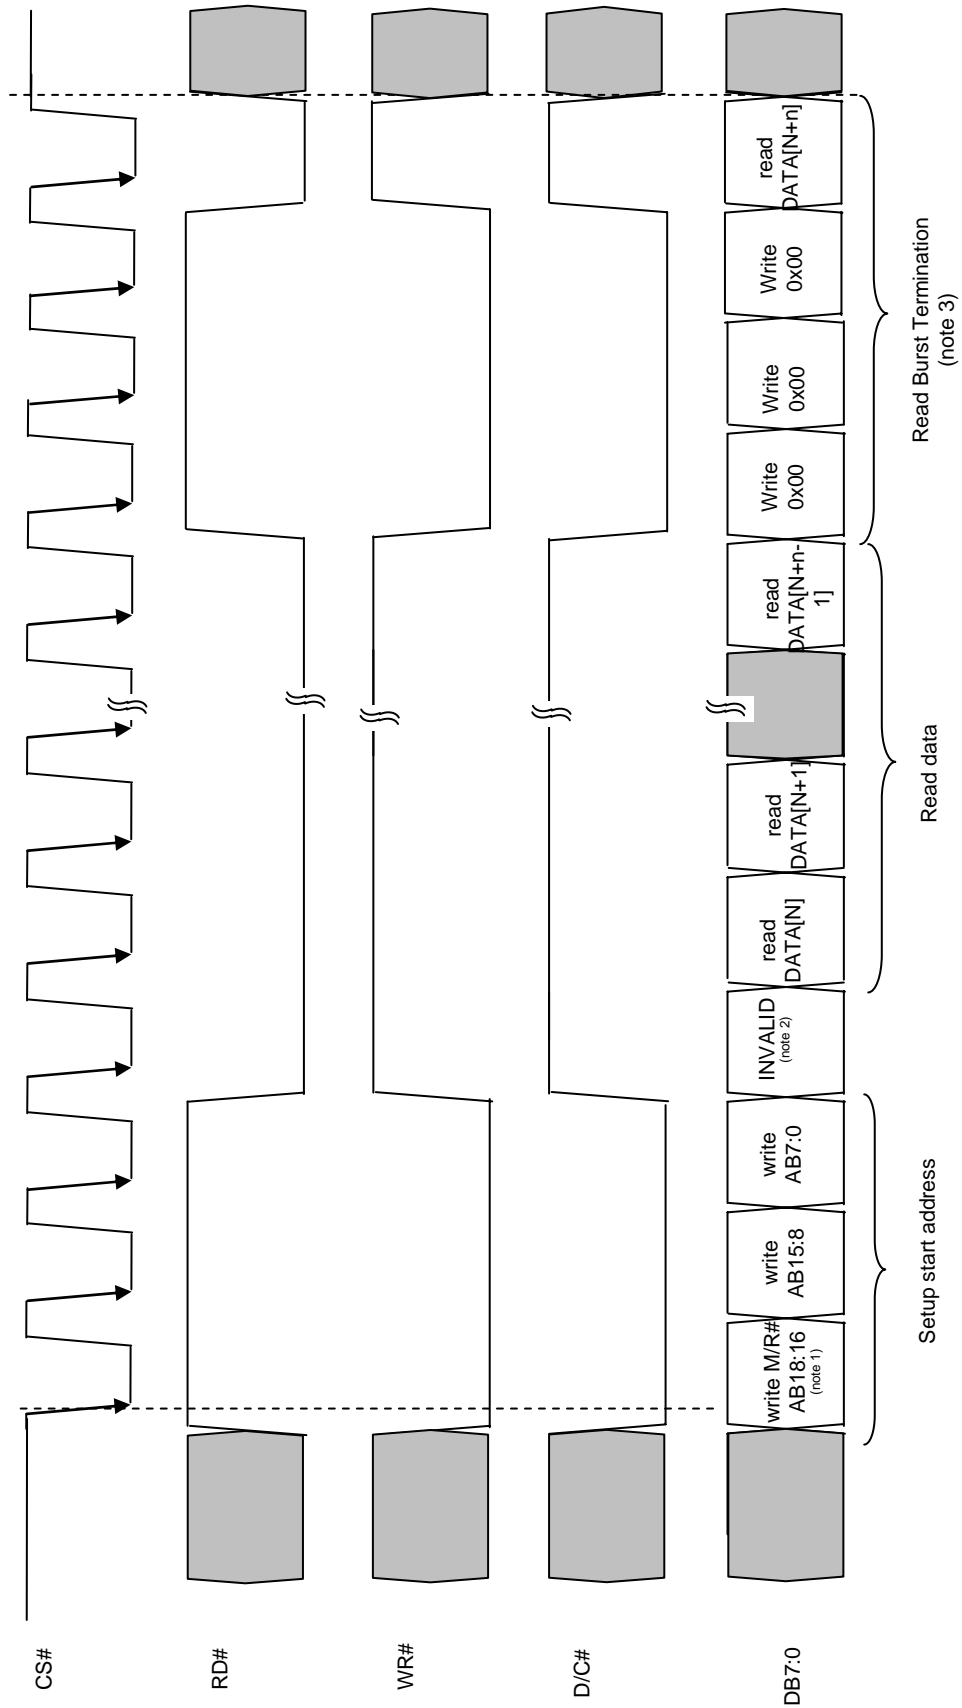 CS#
RD#
WR#
D/C#
DB7:0
write M/R#
AB18:16
(note 1)
write
AB15:8
write
AB7:0
INVALID
(note 2)
read
DATA[N]
read
DATA[N+1]
read
DATA[N+n-
1]
Write
0x00
Write
0x00
Write
0x00
read
DATA[N+n]
Setup start address
Read data
Read Burst Termination
(note 3)